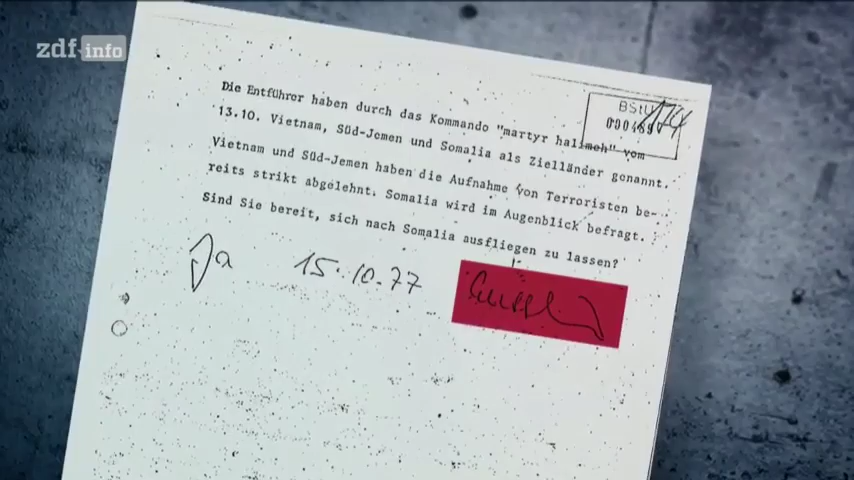 zdf info
BStU
Die Entführer haben durch das Kommando "martyr halimeh" vom
13.10. Vietnam, Süd-Jemen und Somalia als Zielländer genannt.
Vietnam und Süd-Jemen haben die Aufnahme von Terroristen be-
reits strikt abgelehnt. Somalia wird im Augenblick befragt.
Sind Sie bereit, sich nach Somalia ausfliegen zu lassen?
Ja 15.10.77